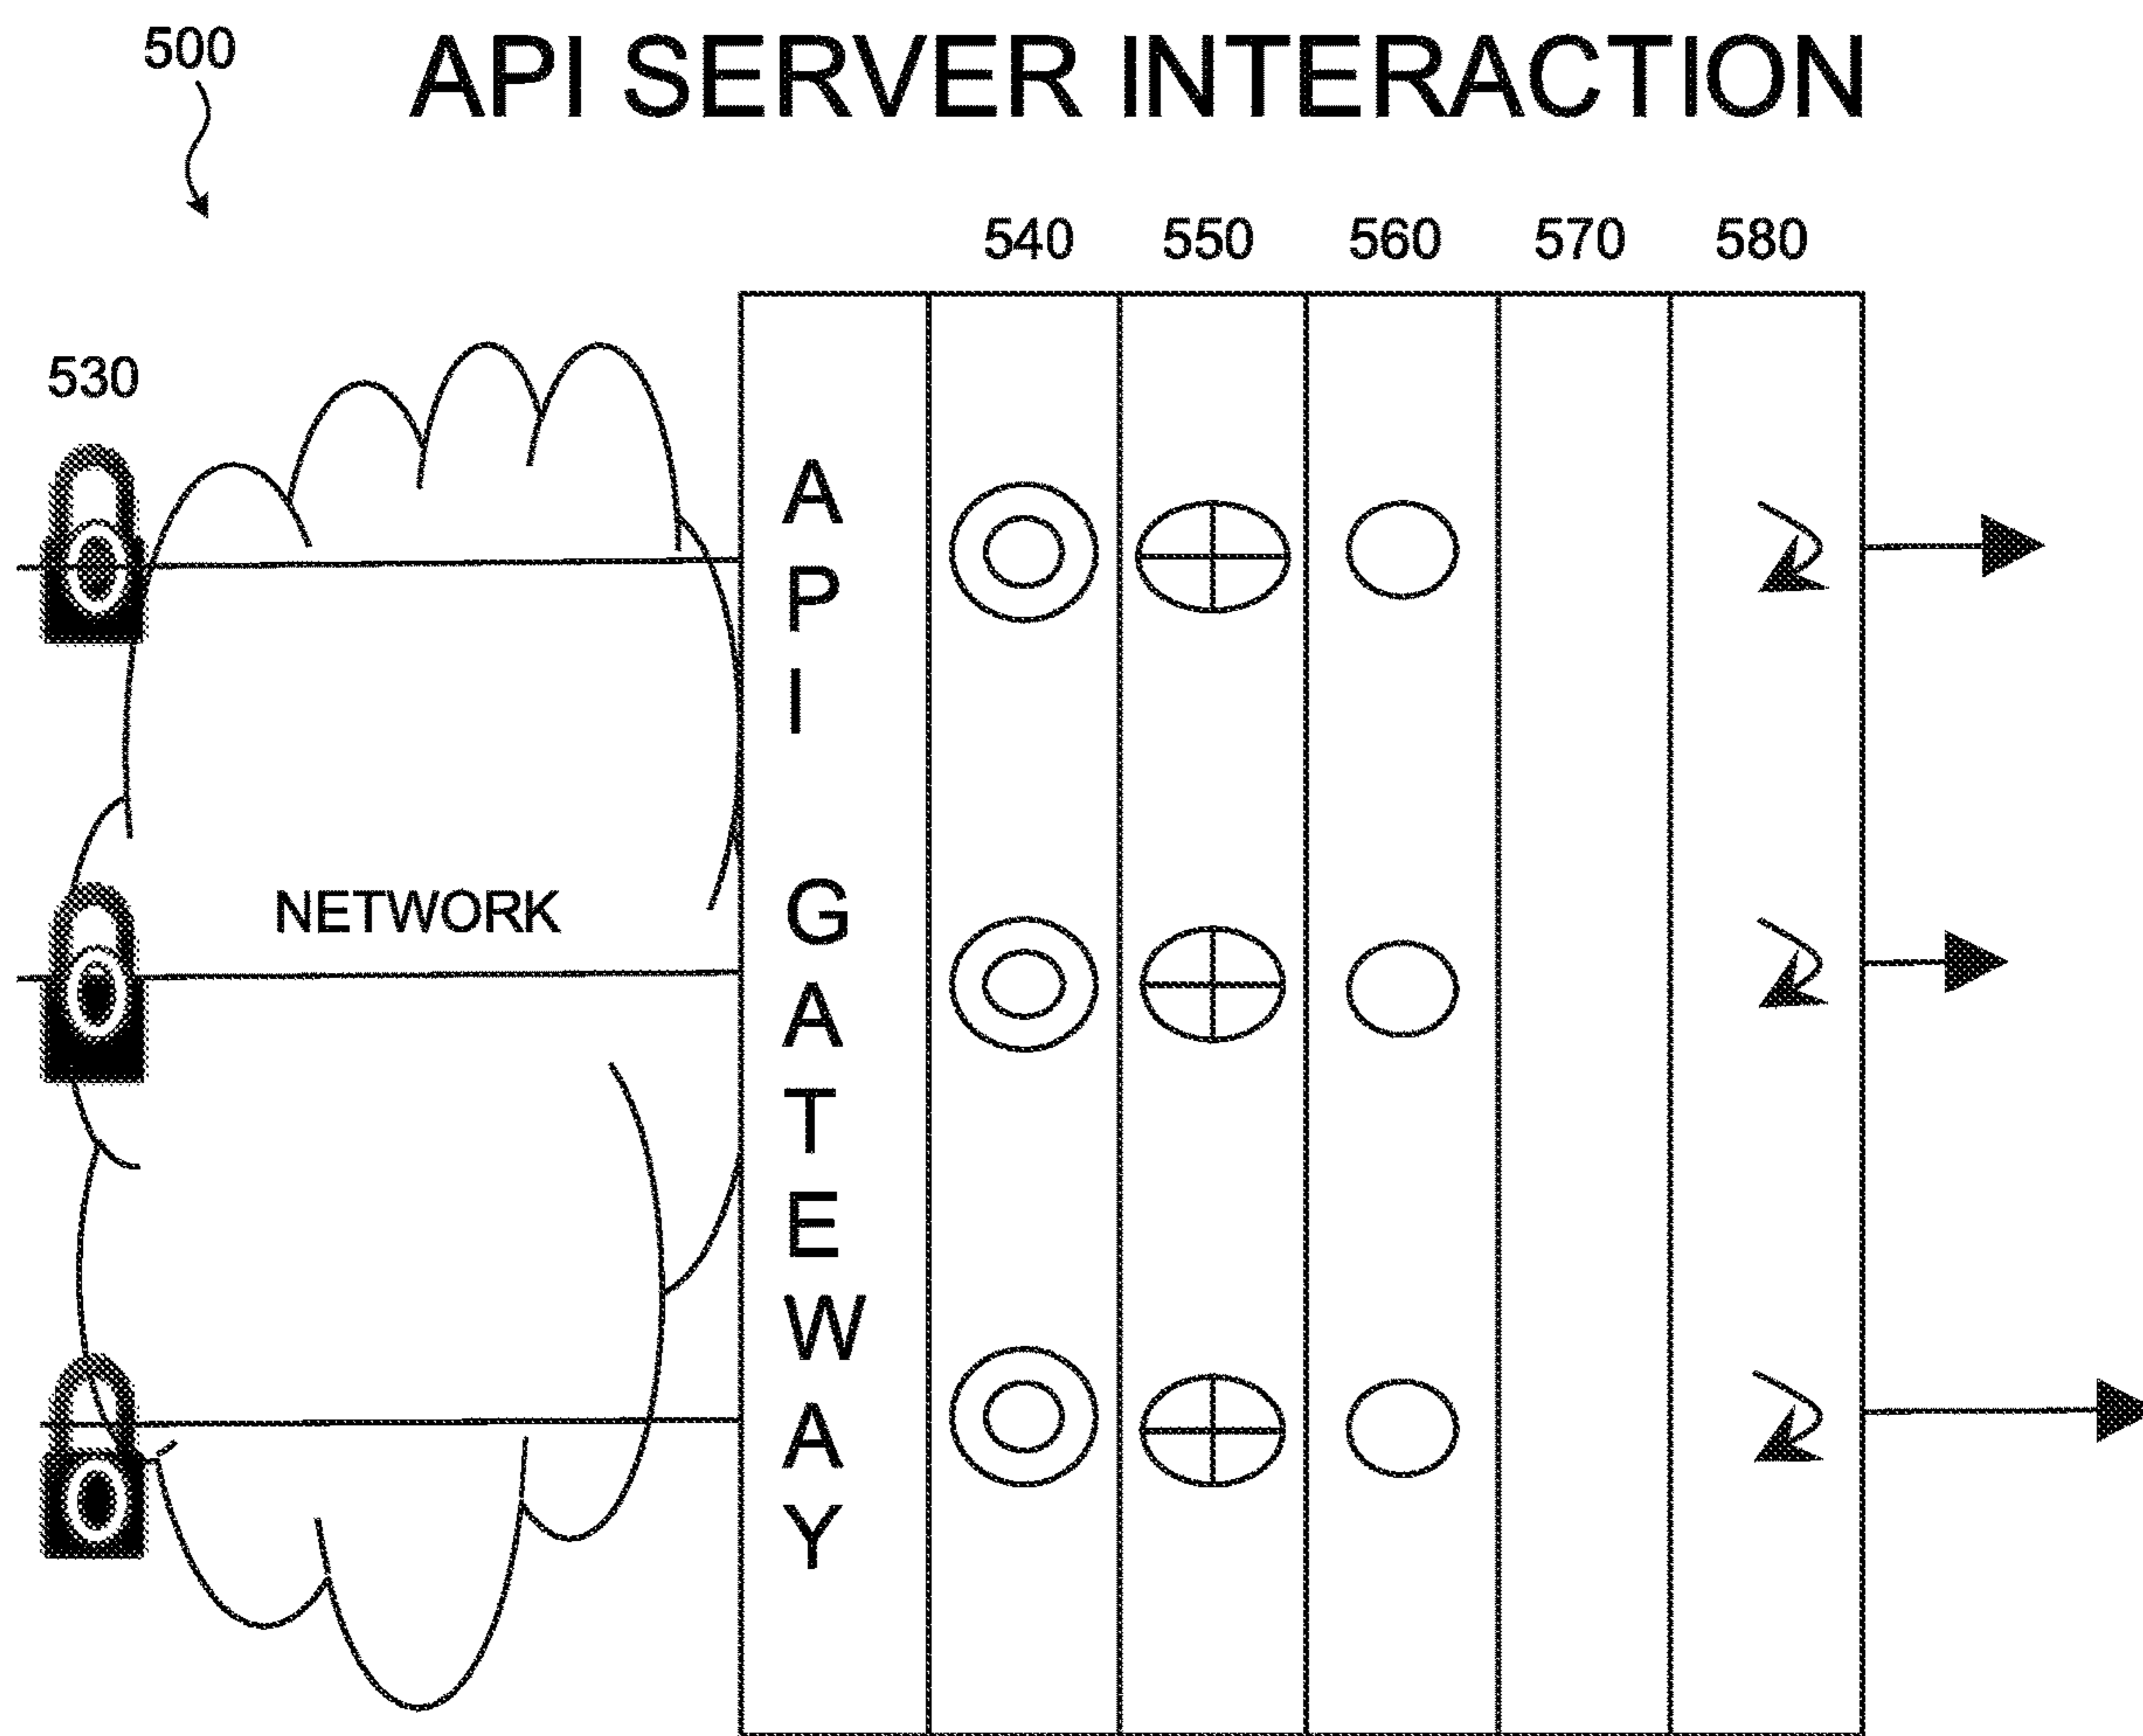 500
API SERVER INTERACTION
540 550 560 570 580
530
NETWORK
API GATEWAY